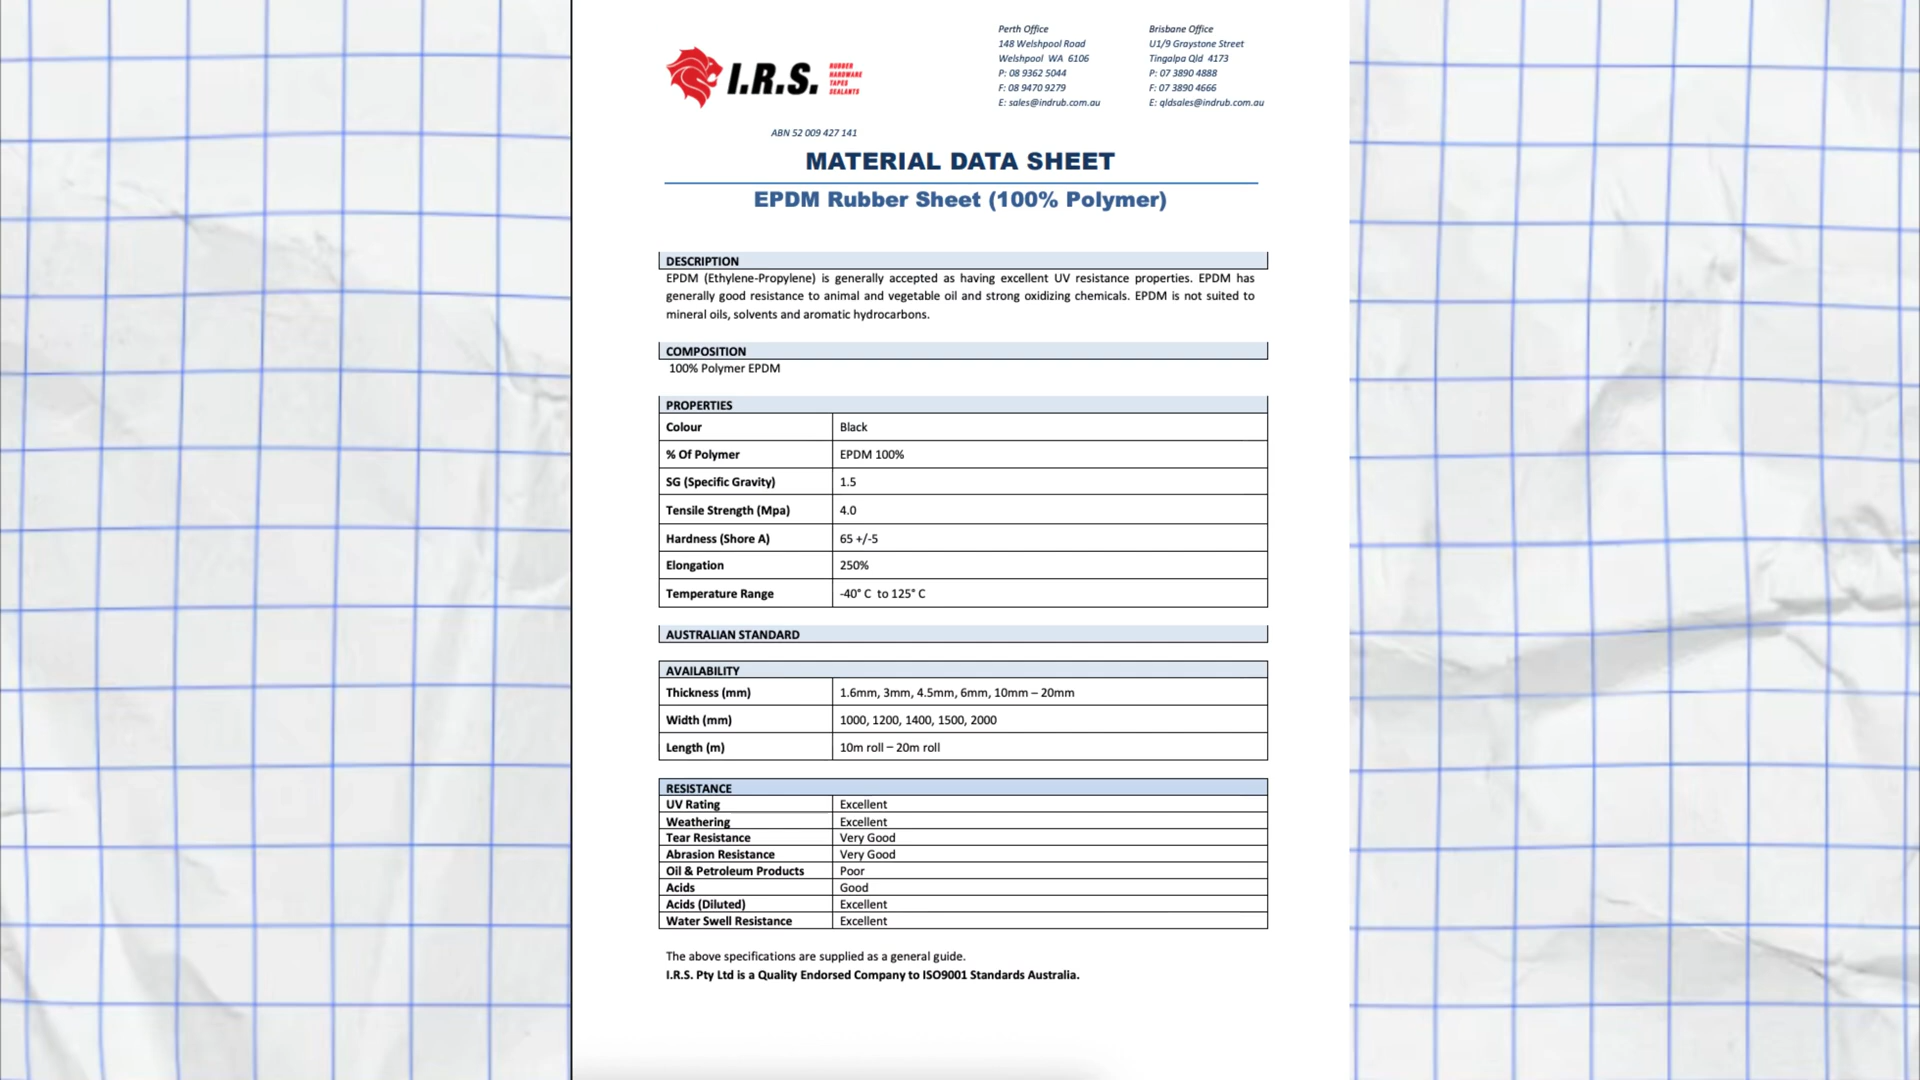 Perth Office
148 Welshpool Road
Welshpool WA 6106
P: 08 9362 5044
F: 08 9470 9279
E: sales@indrub.com.au
Brisbane Office
U1/9 Graystone Street
Tingalpa Qld 4173
P: 07 3890 4888
F: 07 3890 4666
E: qldsales@indrub.com.au
I.R.S.
RUBBER
HARDWARE
TAPES
SEALANTS
ABN 52 009 427 141
MATERIAL DATA SHEET
EPDM Rubber Sheet (100% Polymer)
DESCRIPTION
EPDM (Ethylene-Propylene) is generally accepted as having excellent UV resistance properties. EPDM has
generally good resistance to animal and vegetable oil and strong oxidizing chemicals. EPDM is not suited to
mineral oils, solvents and aromatic hydrocarbons.
COMPOSITION
100% Polymer EPDM
PROPERTIES
Colour Black
% Of Polymer EPDM 100%
SG (Specific Gravity) 1.5
Tensile Strength (Mpa) 4.0
Hardness (Shore A) 65 +/-5
Elongation 250%
Temperature Range -40° C to 125° C
AUSTRALIAN STANDARD
AVAILABILITY
Thickness (mm) 1.6mm, 3mm, 4.5mm, 6mm, 10mm – 20mm
Width (mm) 1000, 1200, 1400, 1500, 2000
Length (m) 10m roll – 20m roll
RESISTANCE
UV Rating Excellent
Weathering Excellent
Tear Resistance Very Good
Abrasion Resistance Very Good
Oil & Petroleum Products Poor
Acids Good
Acids (Diluted) Excellent
Water Swell Resistance Excellent
The above specifications are supplied as a general guide.
I.R.S. Pty Ltd is a Quality Endorsed Company to ISO9001 Standards Australia.